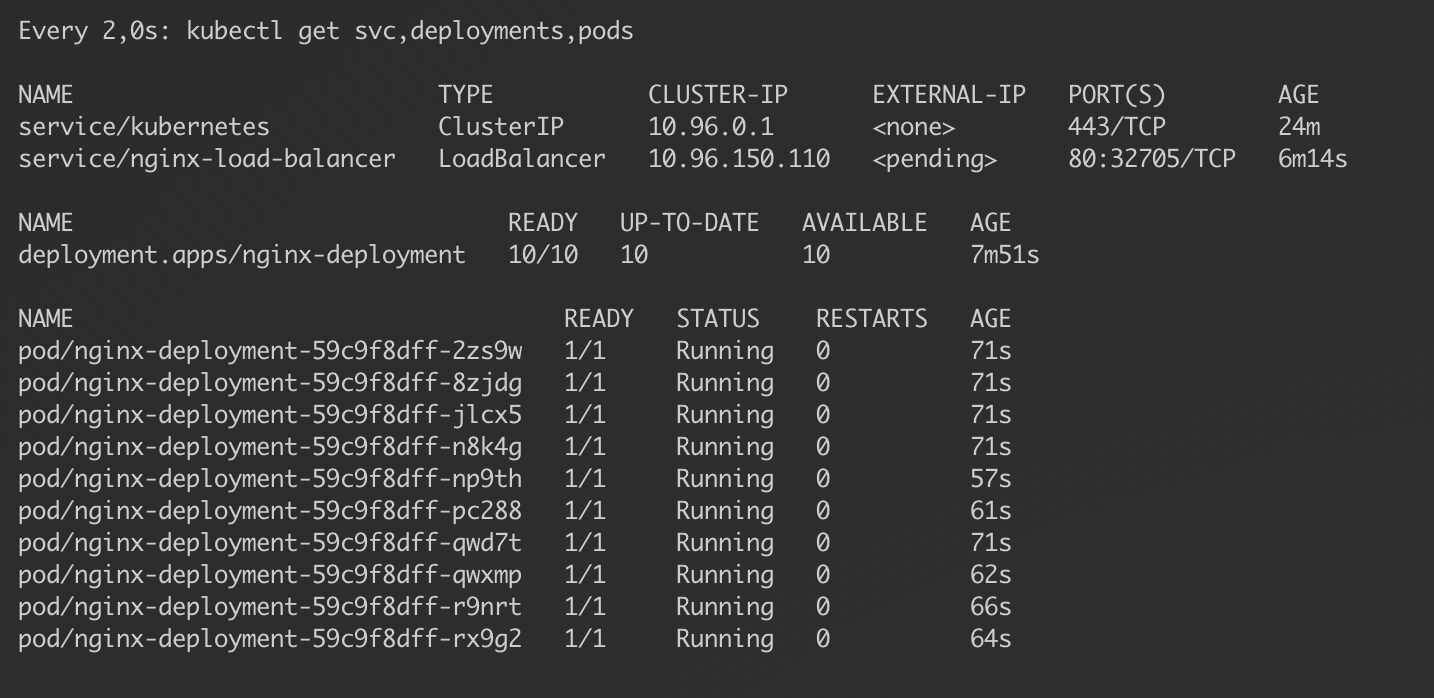 Every 2,0s: kubectl get svc,deployments,pods
NAME TYPE CLUSTER-IP EXTERNAL-IP PORT(S) AGE
service/kubernetes ClusterIP 10.96.0.1 <none> 443/TCP 24m
service/nginx-load-balancer LoadBalancer 10.96.150.110 <pending> 80:32705/TCP 6m14s
NAME READY UP-TO-DATE AVAILABLE AGE
deployment.apps/nginx-deployment 10/10 10 10 7m51s
NAME READY STATUS RESTARTS AGE
pod/nginx-deployment-59c9f8dff-2zs9w 1/1 Running 0 71s
pod/nginx-deployment-59c9f8dff-8zjdg 1/1 Running 0 71s
pod/nginx-deployment-59c9f8dff-jlcx5 1/1 Running 0 71s
pod/nginx-deployment-59c9f8dff-n8k4g 1/1 Running 0 71s
pod/nginx-deployment-59c9f8dff-np9th 1/1 Running 0 57s
pod/nginx-deployment-59c9f8dff-pc288 1/1 Running 0 61s
pod/nginx-deployment-59c9f8dff-qwd7t 1/1 Running 0 71s
pod/nginx-deployment-59c9f8dff-qwxmp 1/1 Running 0 62s
pod/nginx-deployment-59c9f8dff-r9nrt 1/1 Running 0 66s
pod/nginx-deployment-59c9f8dff-rx9g2 1/1 Running 0 64s